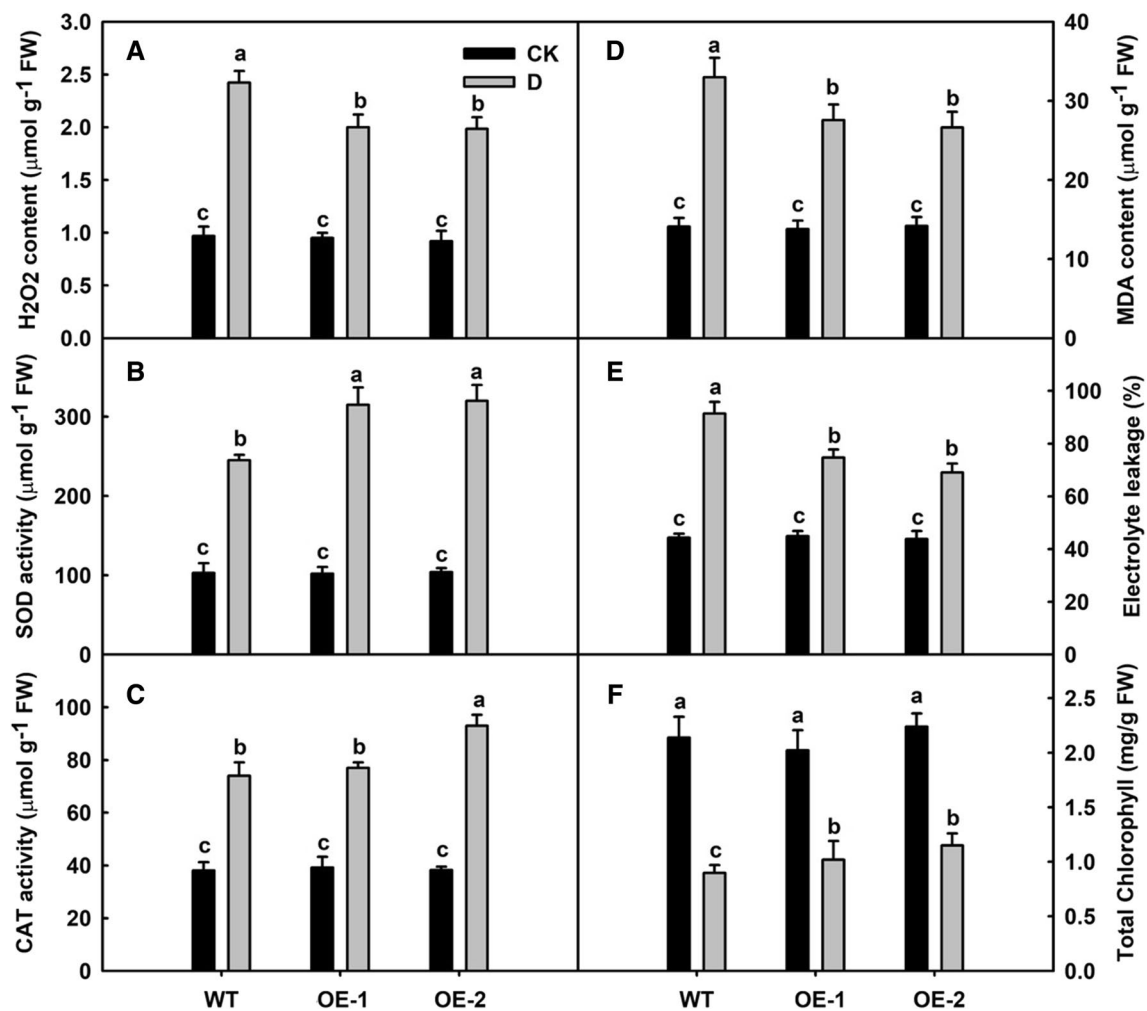 A
CK
D
H2O2 content (μmol g-1 FW)
3.0
2.5
2.0
1.5
1.0
0.5
0.0
a
b
b
c
c
c
D
MDA content (μmol g-1 FW)
40
30
20
10
0
a
b
b
c
c
c
B
SOD activity (μmol g-1 FW)
300
200
100
0
b
a
a
c
c
c
E
Electrolyte leakage (%)
100
80
60
40
20
0
a
b
b
c
c
c
C
CAT activity (μmol g-1 FW)
100
80
60
40
20
0
b
b
a
c
c
c
WT
OE-1
OE-2
F
Total Chlorophyll (mg/g FW)
2.5
2.0
1.5
1.0
0.5
0.0
a
a
a
c
b
b
WT
OE-1
OE-2